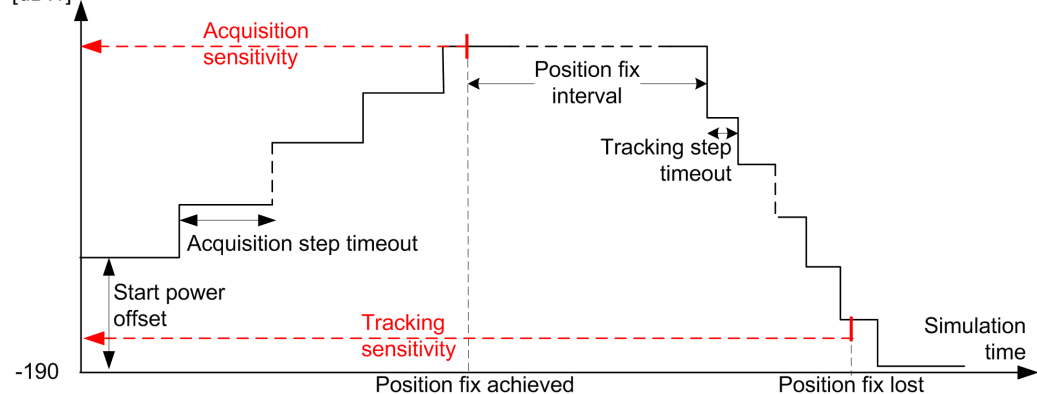 Acquisition
sensitivity
Position fix
interval
Tracking step
timeout
Acquisition step timeout
Start power
offset
Tracking
sensitivity
Simulation
time
-190
Position fix achieved
Position fix lost